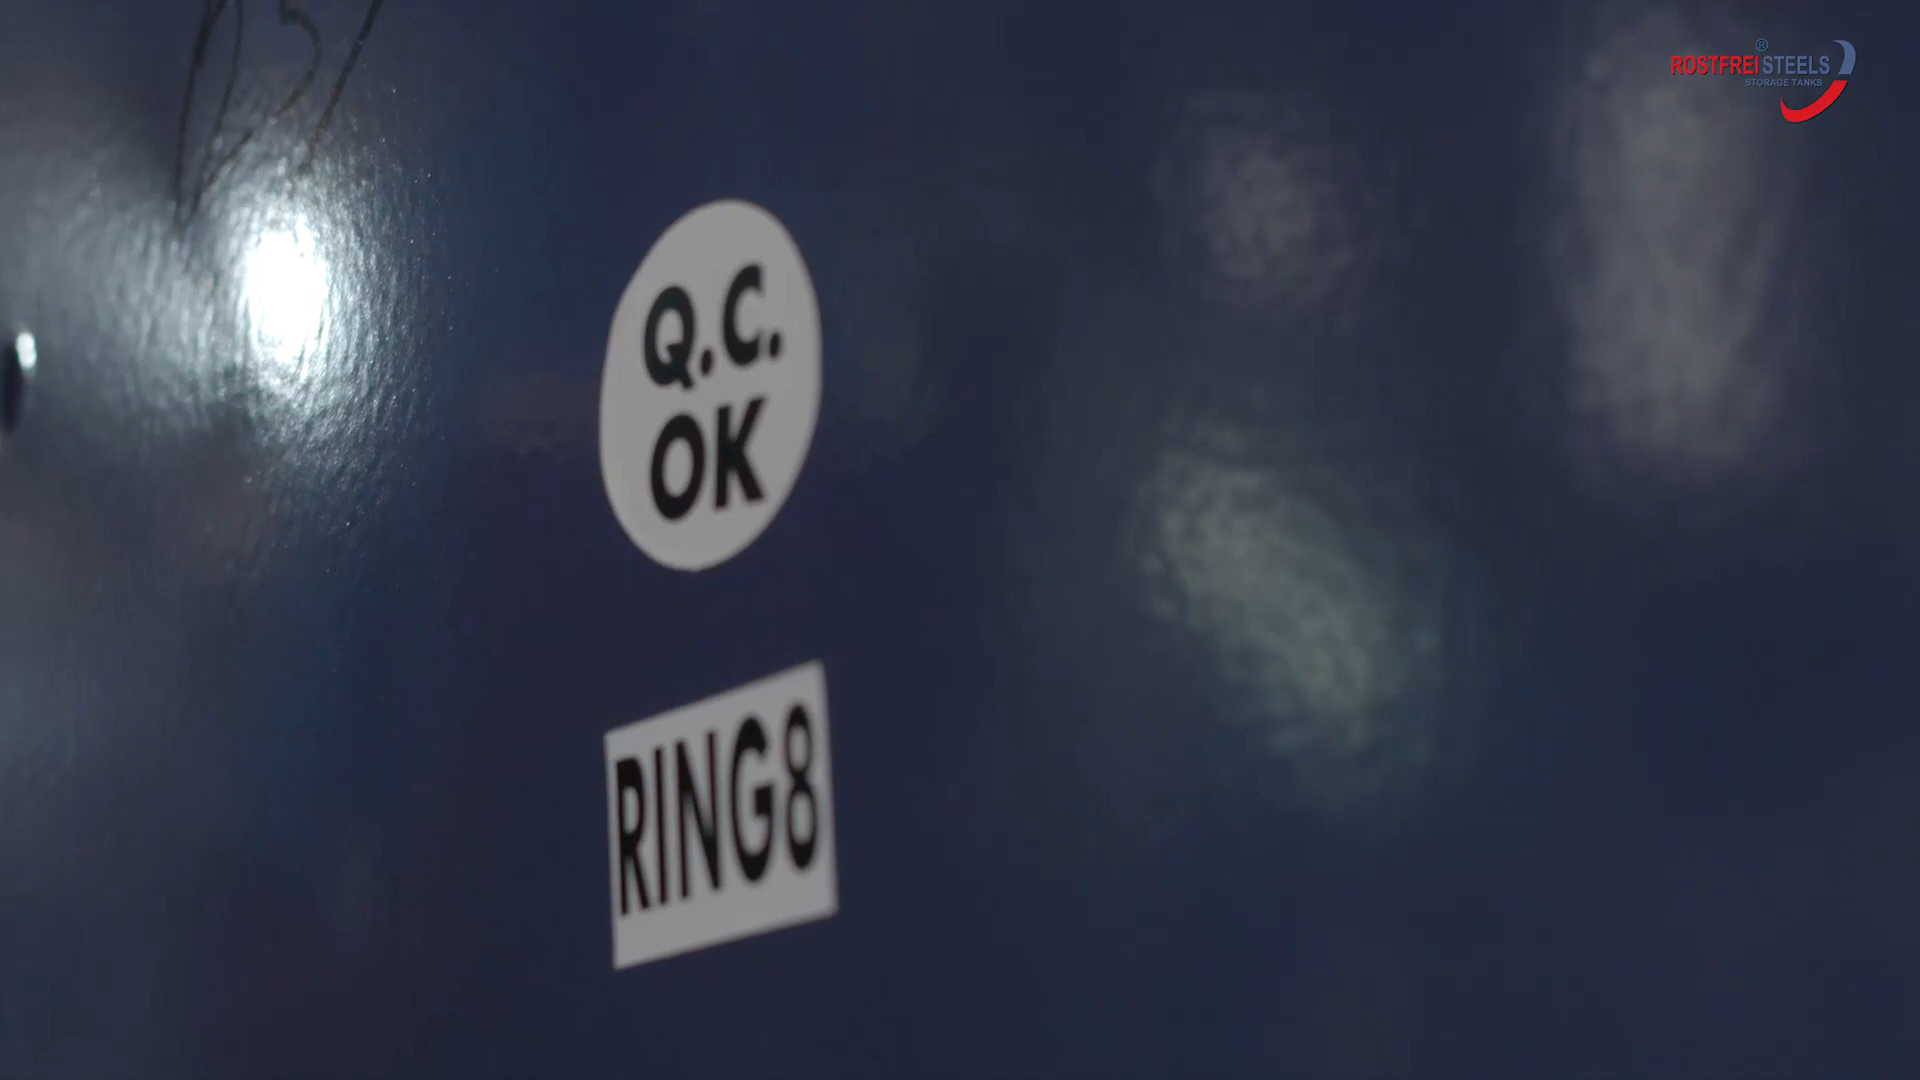 ROSTFREI STEELS ®
STORAGE TANKS
Q.C.
OK
RING8